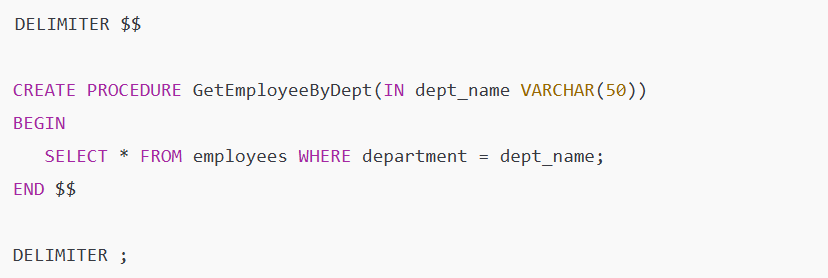 DELIMITER $$
CREATE PROCEDURE GetEmployeeByDept(IN dept_name VARCHAR(50))
BEGIN
SELECT * FROM employees WHERE department = dept_name;
END $$
DELIMITER ;